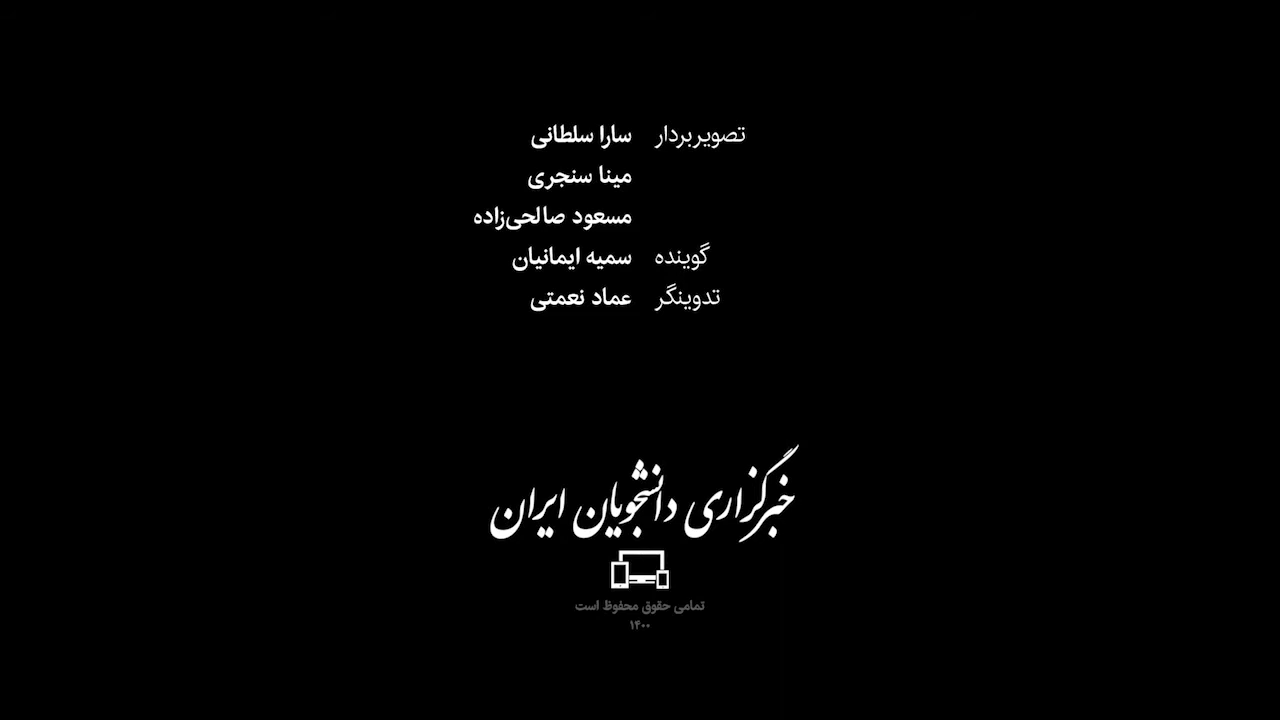 تصویربردار سارا سلطانی
مینا سنجری
مسعود صالحی‌زاده
گوینده سمیه ایمانیان
تدوینگر عماد نعمتی
خبرگزاری دانشجویان ایران
تمامی حقوق محفوظ است
۱۴۰۰